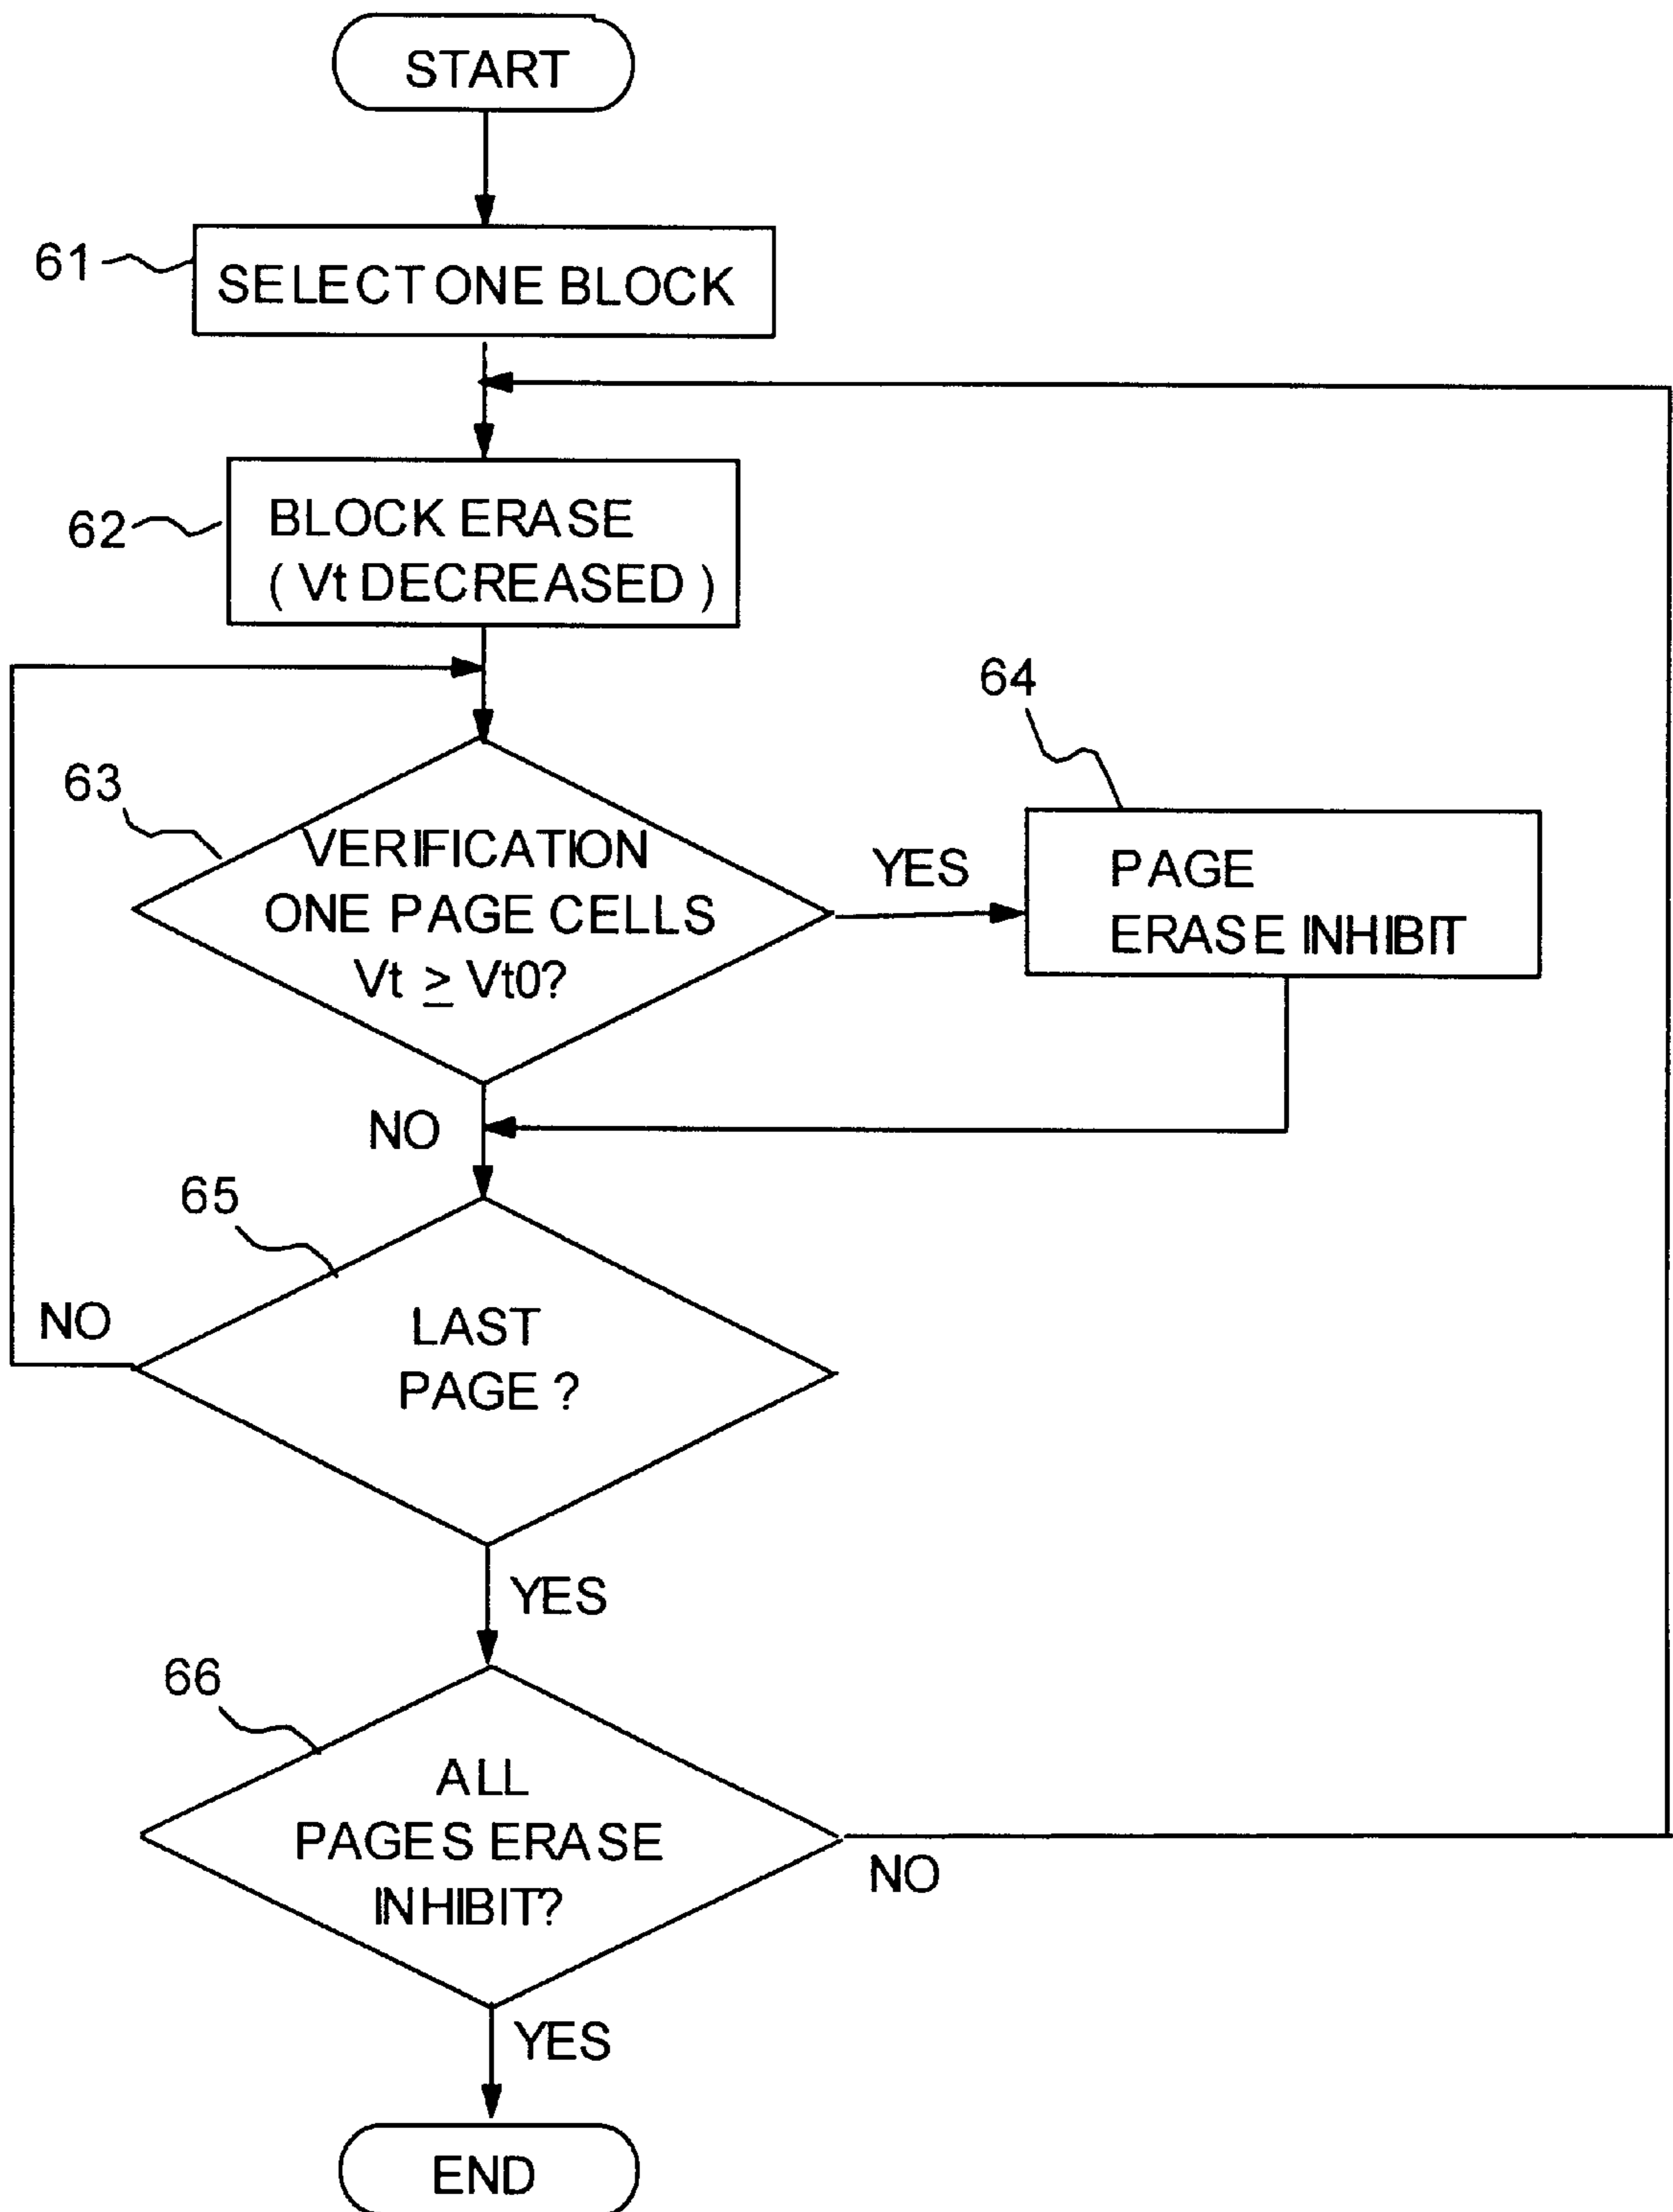 START
61
SELECT ONE BLOCK
62
BLOCK ERASE
( Vt DECREASED )
63
VERIFICATION
ONE PAGE CELLS
Vt ≥ Vt0?
YES
64
PAGE
ERASE INHIBIT
NO
65
LAST
PAGE ?
NO
YES
66
ALL
PAGES ERASE
INHIBIT?
NO
YES
END